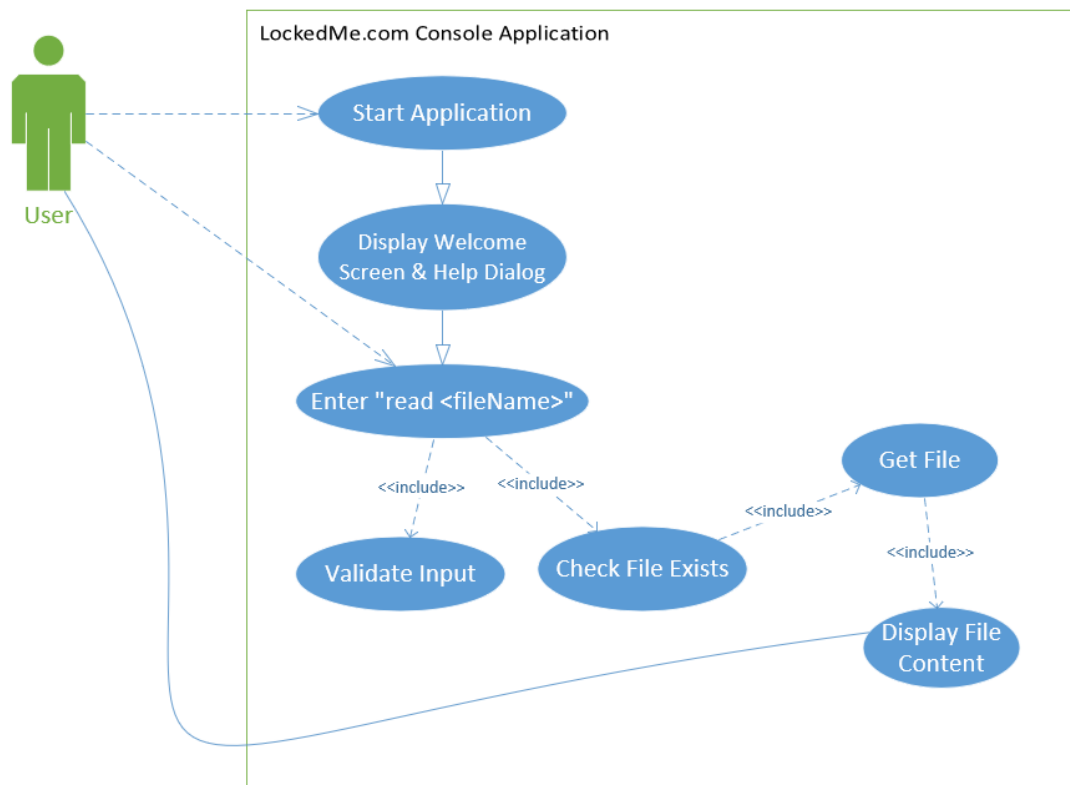 LockedMe.com Console Application
Start Application
User
Display Welcome
Screen & Help Dialog
Enter "read <fileName>"
Get File
<<include>>
<<include>>
<<include>>
<<include>>
Validate Input
Check File Exists
Display File
Content